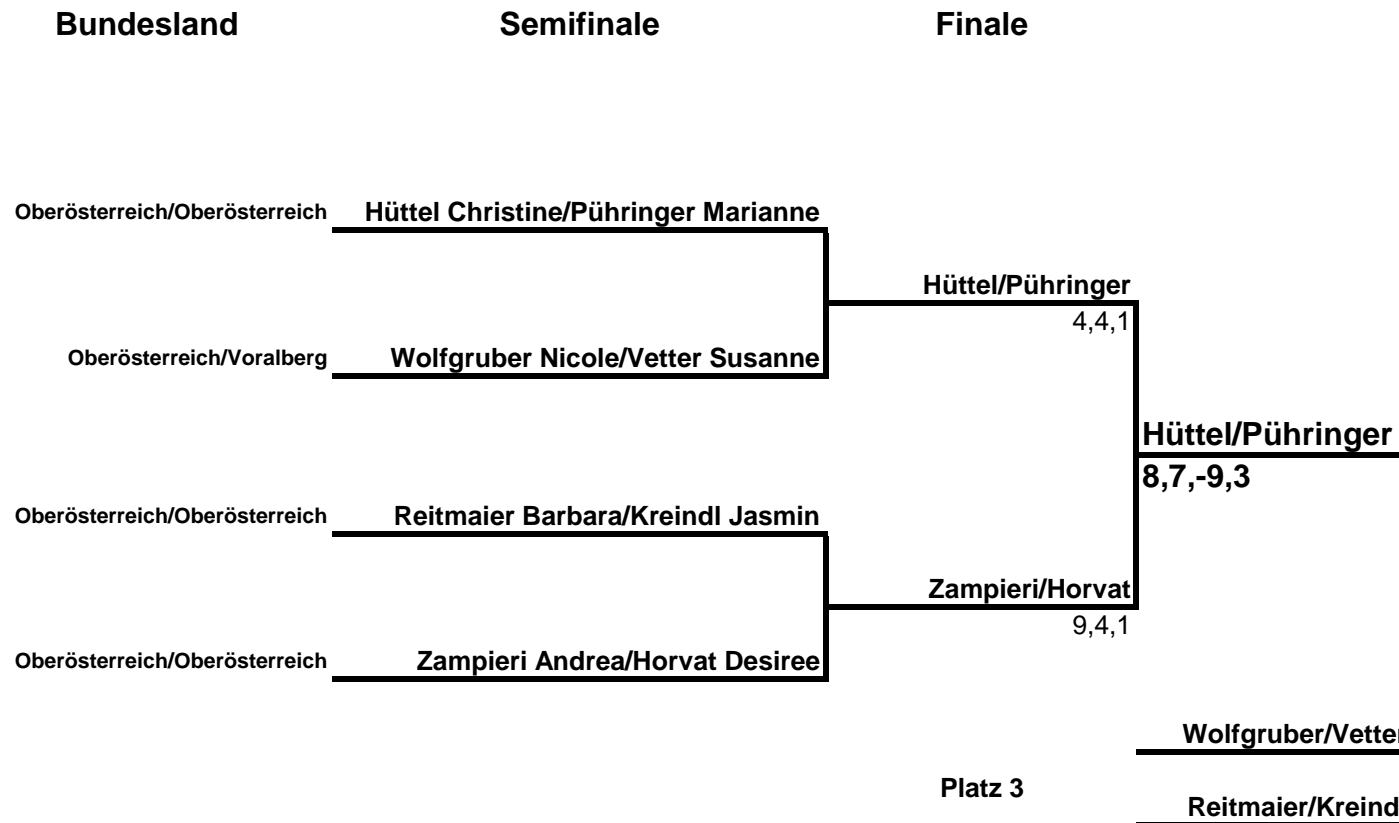 Bundesland Semifinale Finale
Oberösterreich/Oberösterreich Hüttel Christine/Pühringer Marianne
Hüttel/Pühringer
4,4,1
Oberösterreich/Voralberg Wolfgruber Nicole/Vetter Susanne
Hüttel/Pühringer
8,7,-9,3
Oberösterreich/Oberösterreich Reitmaier Barbara/Kreindl Jasmin
Zampieri/Horvat
9,4,1
Oberösterreich/Oberösterreich Zampieri Andrea/Horvat Desiree
Wolfgruber/Vetter
Platz 3
Reitmaier/Kreind